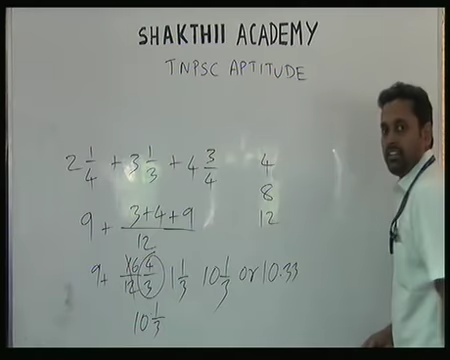 SHAKTHII ACADEMY
TNPSC APTITUDE
2 1/4 + 3 1/3 + 4 3/4
4
8
12
9 + 3+4+9/12
9+ 16/12 4/3 1 1/3 10 1/3 or 10.33
10 1/3